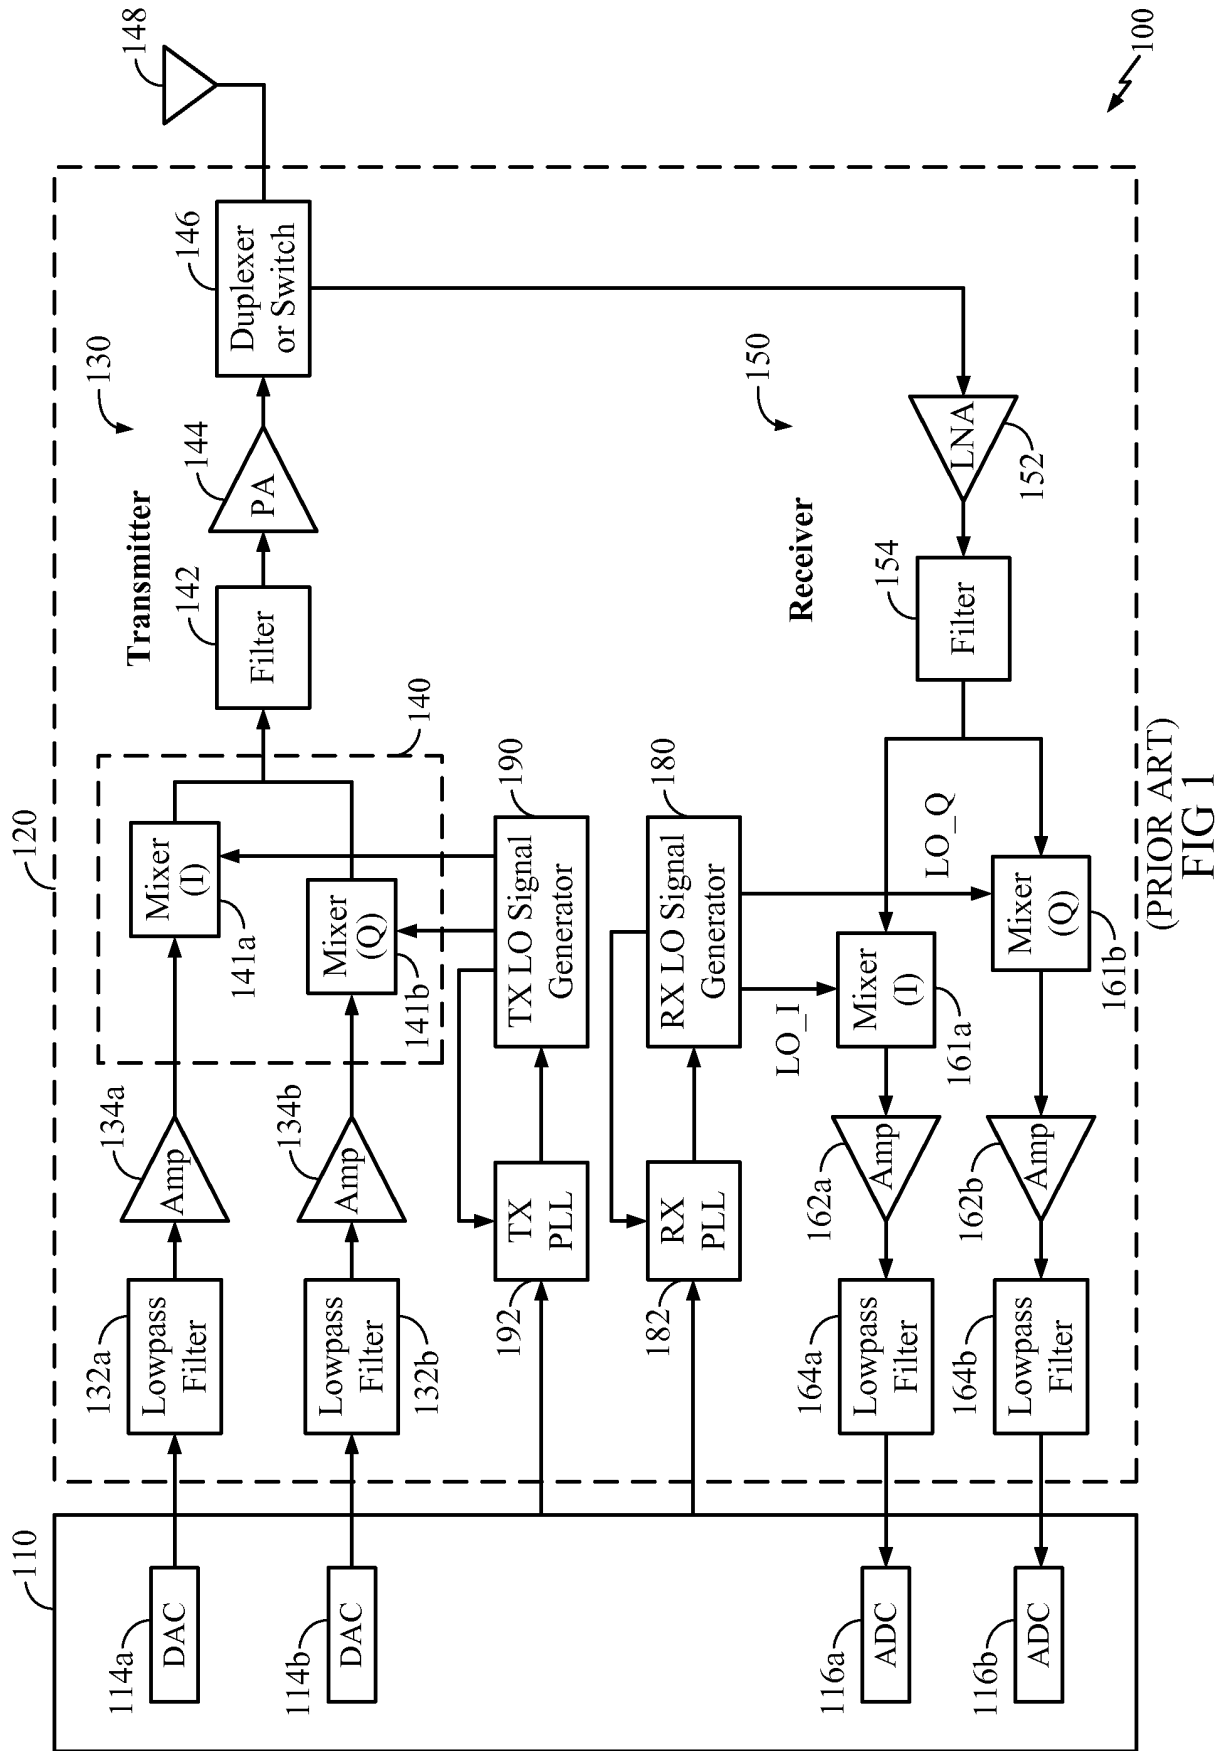 100
110
120
148
130
Transmitter
146
Duplexer
or Switch
144
PA
142
Filter
140
Mixer
(I)
141a
Mixer
(Q)
141b
134a
Amp
134b
Amp
132a
Lowpass
Filter
132b
Lowpass
Filter
114a
DAC
114b
DAC
190
TX LO Signal
Generator
192
TX
PLL
180
RX LO Signal
Generator
182
RX
PLL
LO_I
LO_Q
150
Receiver
LNA
152
154
Filter
Mixer
(I)
161a
Mixer
(Q)
161b
162a
Amp
162b
Amp
164a
Lowpass
Filter
164b
Lowpass
Filter
116a
ADC
116b
ADC
(PRIOR ART)
FIG 1